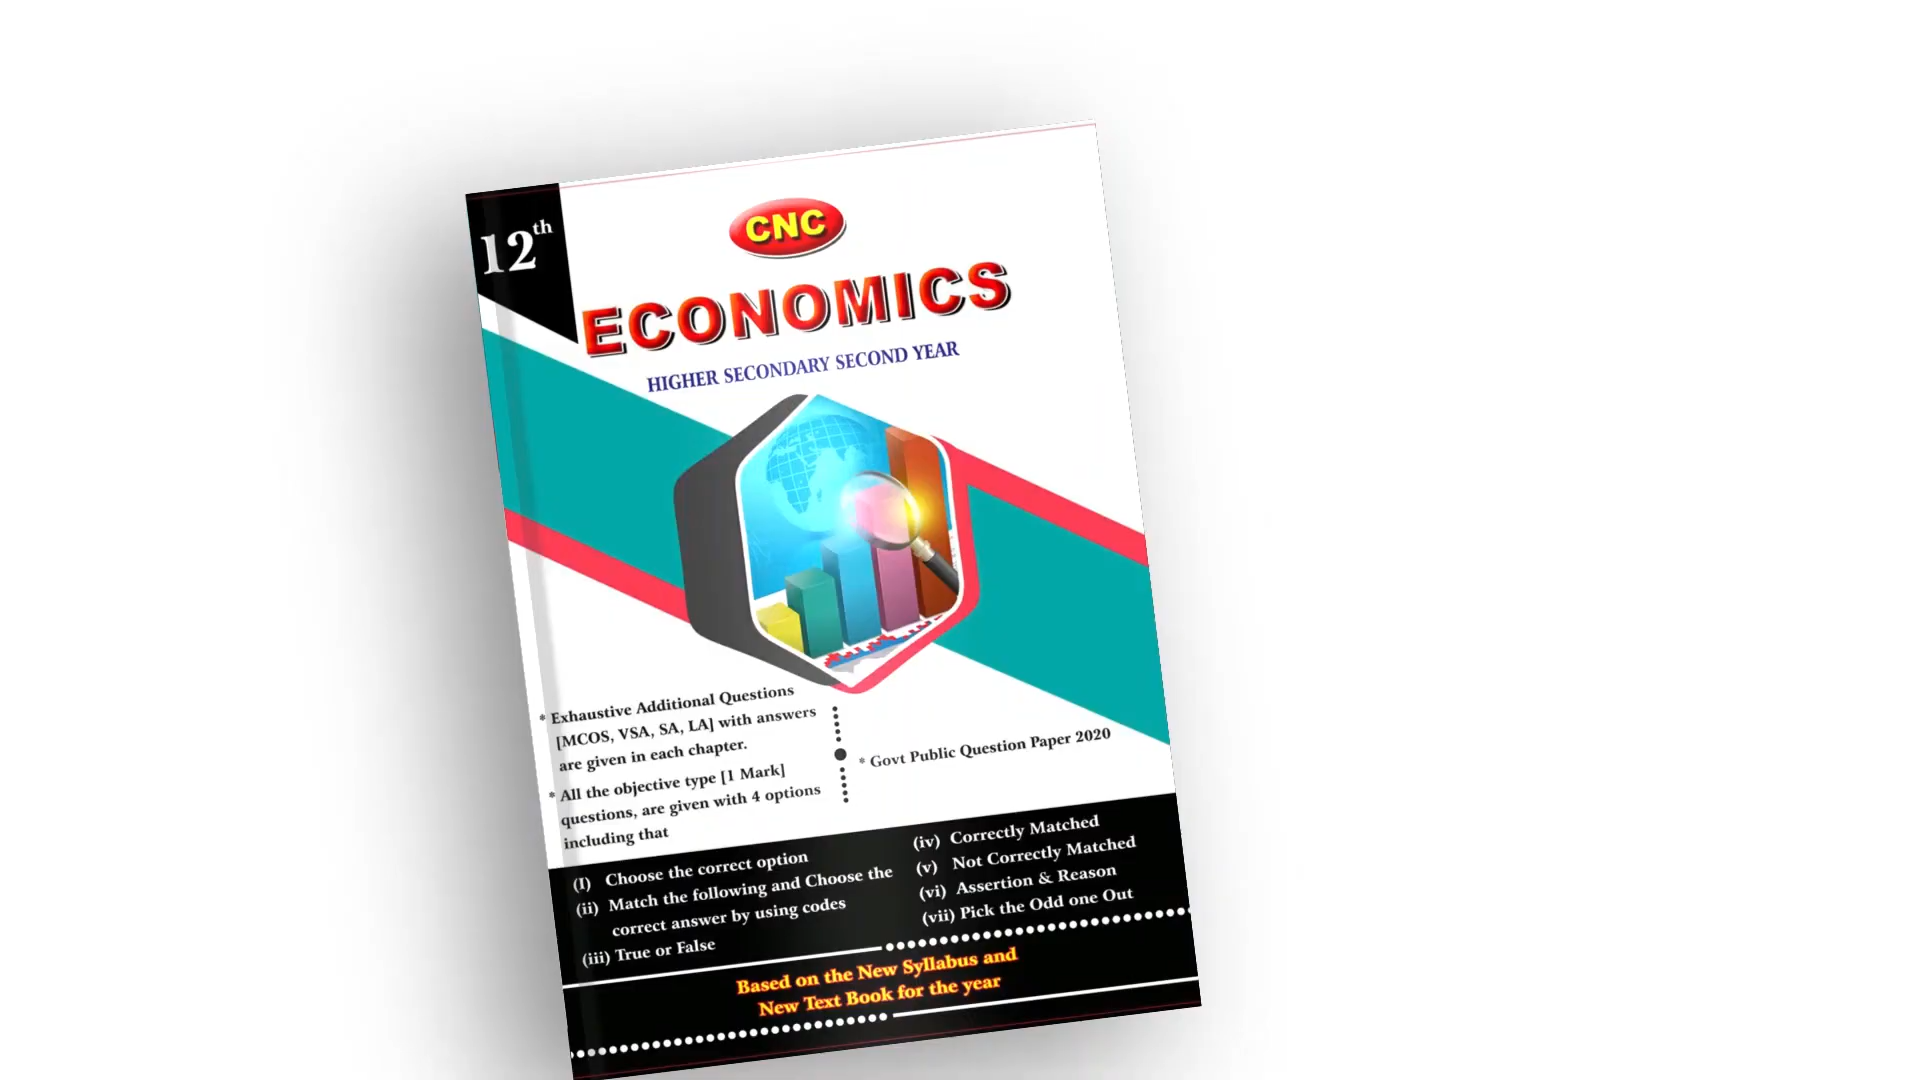 12th
CNC
ECONOMICS
HIGHER SECONDARY SECOND YEAR
* Exhaustive Additional Questions
[MCOS, VSA, SA, LA] with answers
are given in each chapter.
* All the objective type [1 Mark]
questions, are given with 4 options
including that
* Govt Public Question Paper 2020
(I) Choose the correct option
(ii) Match the following and Choose the
correct answer by using codes
(iii) True or False
(iv) Correctly Matched
(v) Not Correctly Matched
(vi) Assertion & Reason
(vii) Pick the Odd one Out
Based on the New Syllabus and
New Text Book for the year